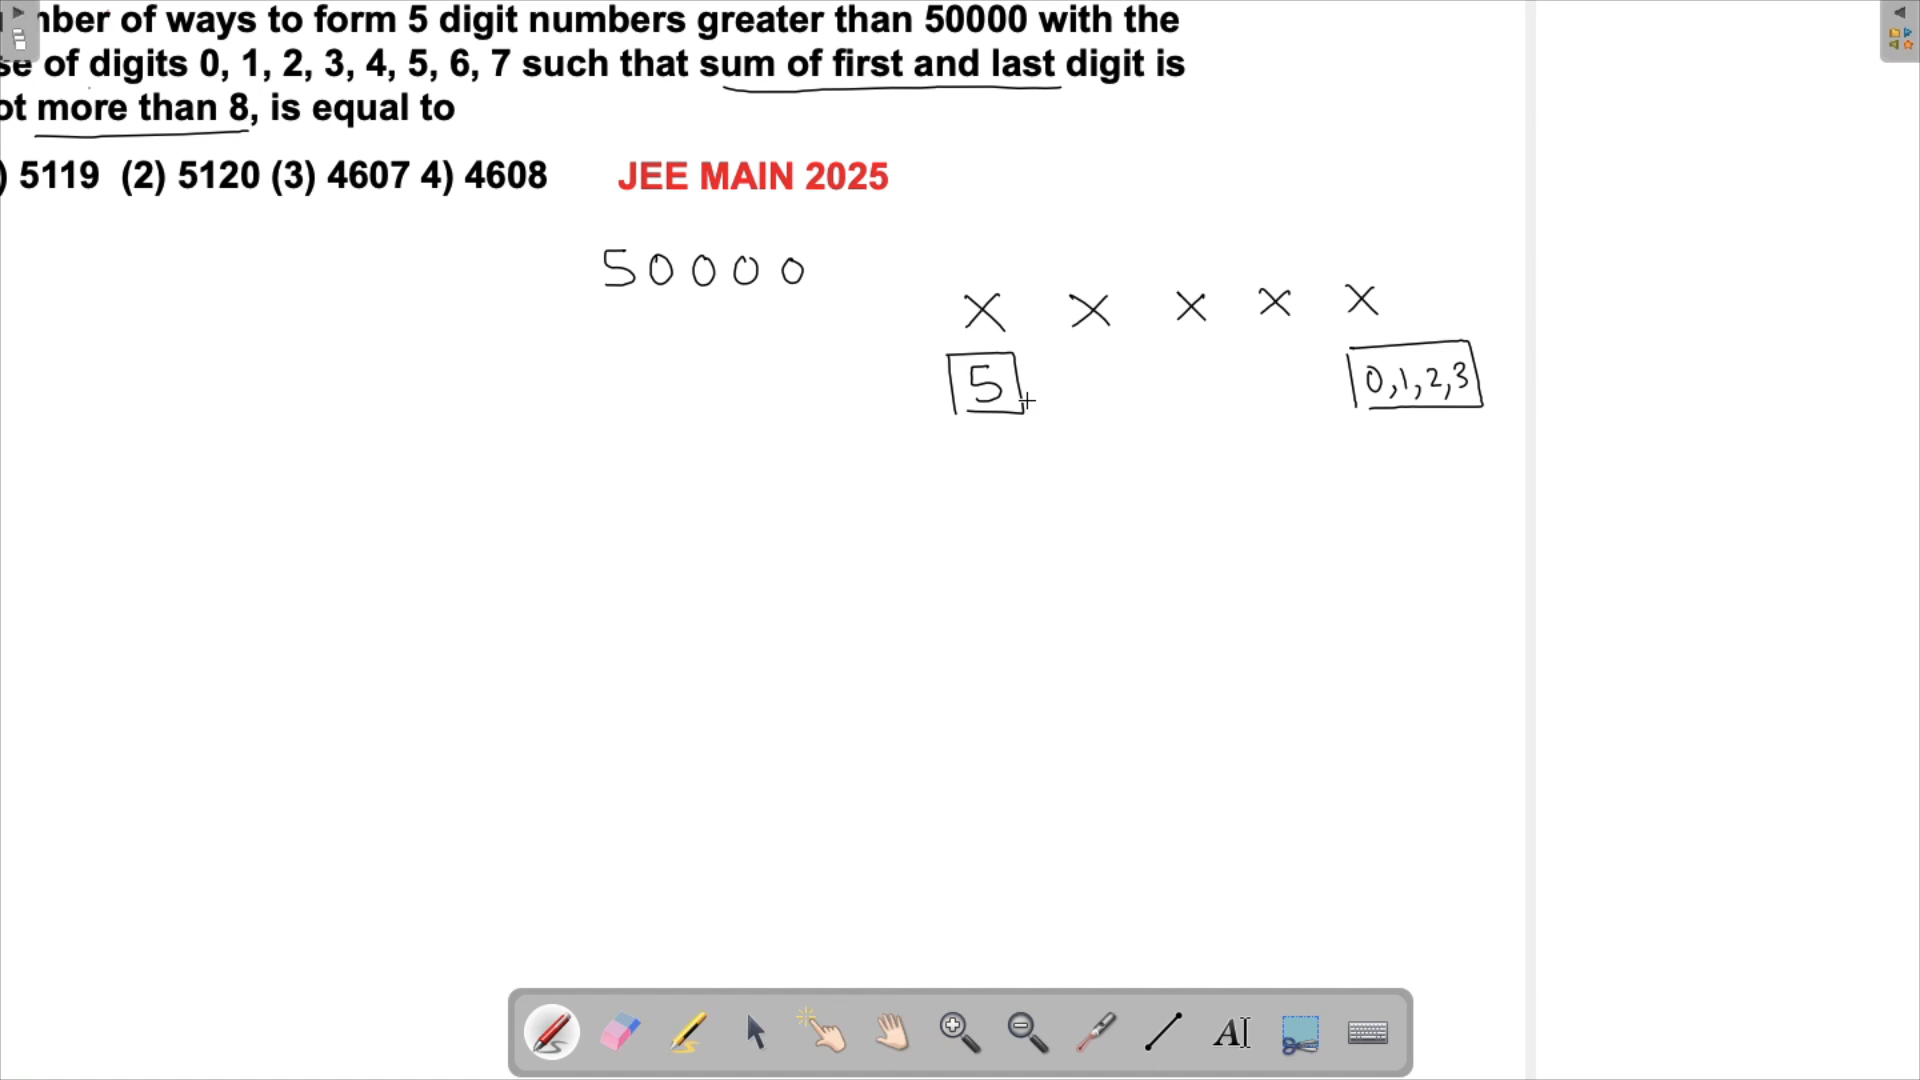 nber of ways to form 5 digit numbers greater than 50000 with the
se of digits 0, 1, 2, 3, 4, 5, 6, 7 such that sum of first and last digit is
ot more than 8, is equal to
) 5119 (2) 5120 (3) 4607 4) 4608 JEE MAIN 2025
50000
× × × × ×
5 0,1,2,3